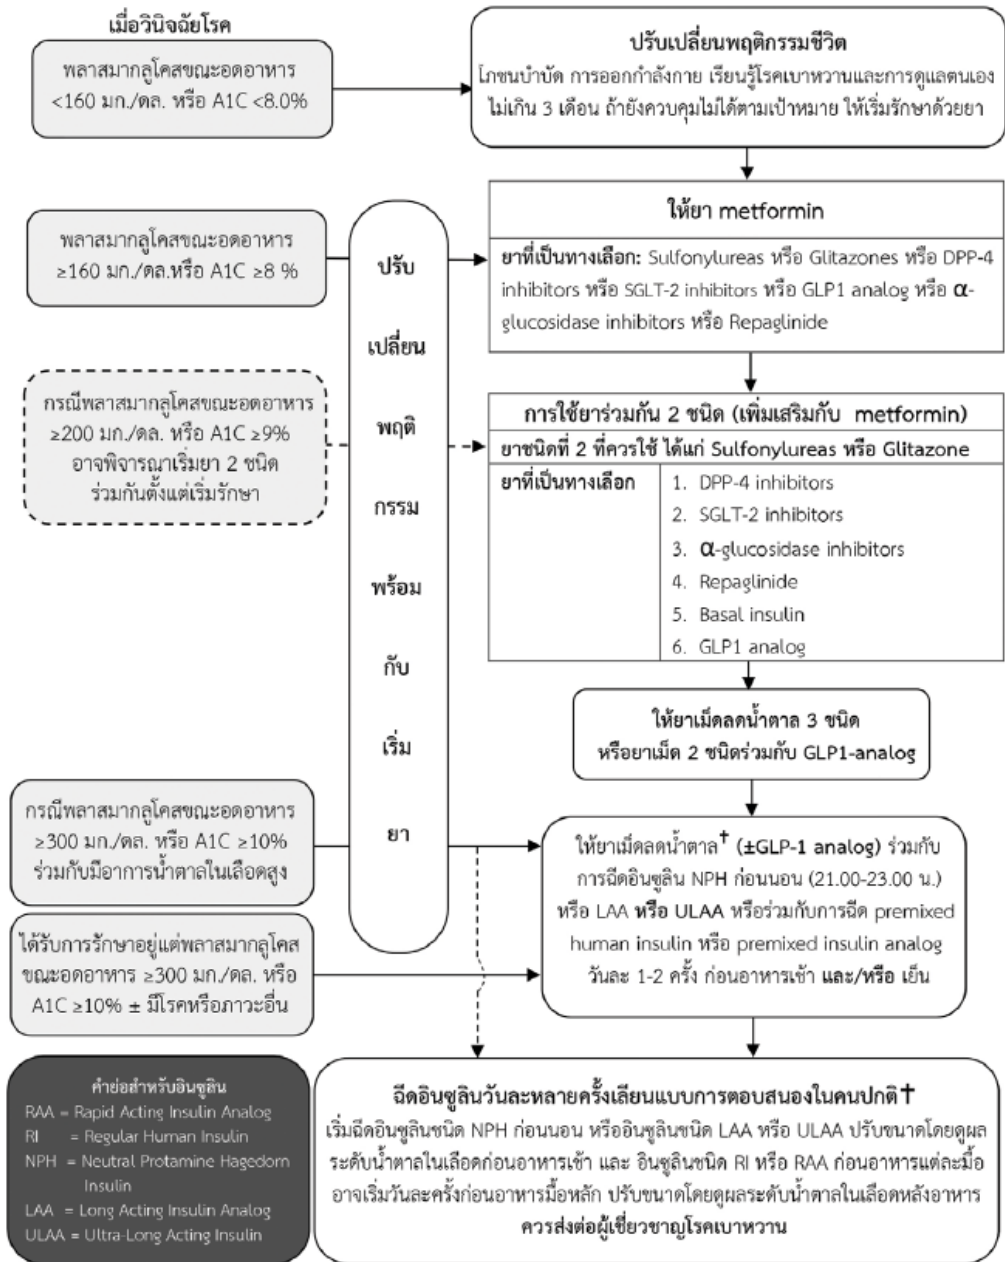 เมื่อวินิจฉัยโรค
พลาสมากลูโคสขณะอดอาหาร
<160 มก./ดล. หรือ A1C <8.0%
ปรับเปลี่ยนพฤติกรรมชีวิต
โภชนบำบัด การออกกำลังกาย เรียนรู้โรคเบาหวานและการดูแลตนเอง
ไม่เกิน 3 เดือน ถ้ายังควบคุมไม่ได้ตามเป้าหมาย ให้เริ่มรักษาด้วยยา
พลาสมากลูโคสขณะอดอาหาร
≥160 มก./ดล.หรือ A1C ≥8 %
ปรับ
เปลี่ยน
พฤติ
กรรม
พร้อม
กับ
เริ่ม
ยา
ให้ยา metformin
ยาที่เป็นทางเลือก: Sulfonylureas หรือ Glitazones หรือ DPP-4
inhibitors หรือ SGLT-2 inhibitors หรือ GLP1 analog หรือ α-
glucosidase inhibitors หรือ Repaglinide
กรณีพลาสมากลูโคสขณะอดอาหาร
≥200 มก./ดล. หรือ A1C ≥9%
อาจพิจารณาเริ่มยา 2 ชนิด
ร่วมกันตั้งแต่เริ่มรักษา
การใช้ยาร่วมกัน 2 ชนิด (เพิ่มเสริมกับ metformin)
ยาชนิดที่ 2 ที่ควรใช้ ได้แก่ Sulfonylureas หรือ Glitazone
ยาที่เป็นทางเลือก
1. DPP-4 inhibitors
2. SGLT-2 inhibitors
3. α-glucosidase inhibitors
4. Repaglinide
5. Basal insulin
6. GLP1 analog
ให้ยาเม็ดลดน้ำตาล 3 ชนิด
หรือยาเม็ด 2 ชนิดร่วมกับ GLP1-analog
กรณีพลาสมากลูโคสขณะอดอาหาร
≥300 มก./ดล. หรือ A1C ≥10%
ร่วมกับมีอาการน้ำตาลในเลือดสูง
ได้รับการรักษาอยู่แต่พลาสมากลูโคส
ขณะอดอาหาร ≥300 มก./ดล. หรือ
A1C ≥10% ± มีโรคหรือภาวะอื่น
ให้ยาเม็ดลดน้ำตาล† (±GLP-1 analog) ร่วมกับ
การฉีดอินซูลิน NPH ก่อนนอน (21.00-23.00 น.)
หรือ LAA หรือ ULAA หรือร่วมกับการฉีด premixed
human insulin หรือ premixed insulin analog
วันละ 1-2 ครั้ง ก่อนอาหารเช้า และ/หรือ เย็น
คำย่อสำหรับอินซูลิน
RAA = Rapid Acting Insulin Analog
RI = Regular Human Insulin
NPH = Neutral Protamine Hagedorn
Insulin
LAA = Long Acting Insulin Analog
ULAA = Ultra-Long Acting Insulin
ฉีดอินซูลินวันละหลายครั้งเลียนแบบการตอบสนองในคนปกติ†
เริ่มฉีดอินซูลินชนิด NPH ก่อนนอน หรืออินซูลินชนิด LAA หรือ ULAA ปรับขนาดโดยดูผล
ระดับน้ำตาลในเลือดก่อนอาหารเช้า และ อินซูลินชนิด RI หรือ RAA ก่อนอาหารแต่ละมื้อ
อาจเริ่มวันละครั้งก่อนอาหารมื้อหลัก ปรับขนาดโดยดูผลระดับน้ำตาลในเลือดหลังอาหาร
ควรส่งต่อผู้เชี่ยวชาญโรคเบาหวาน